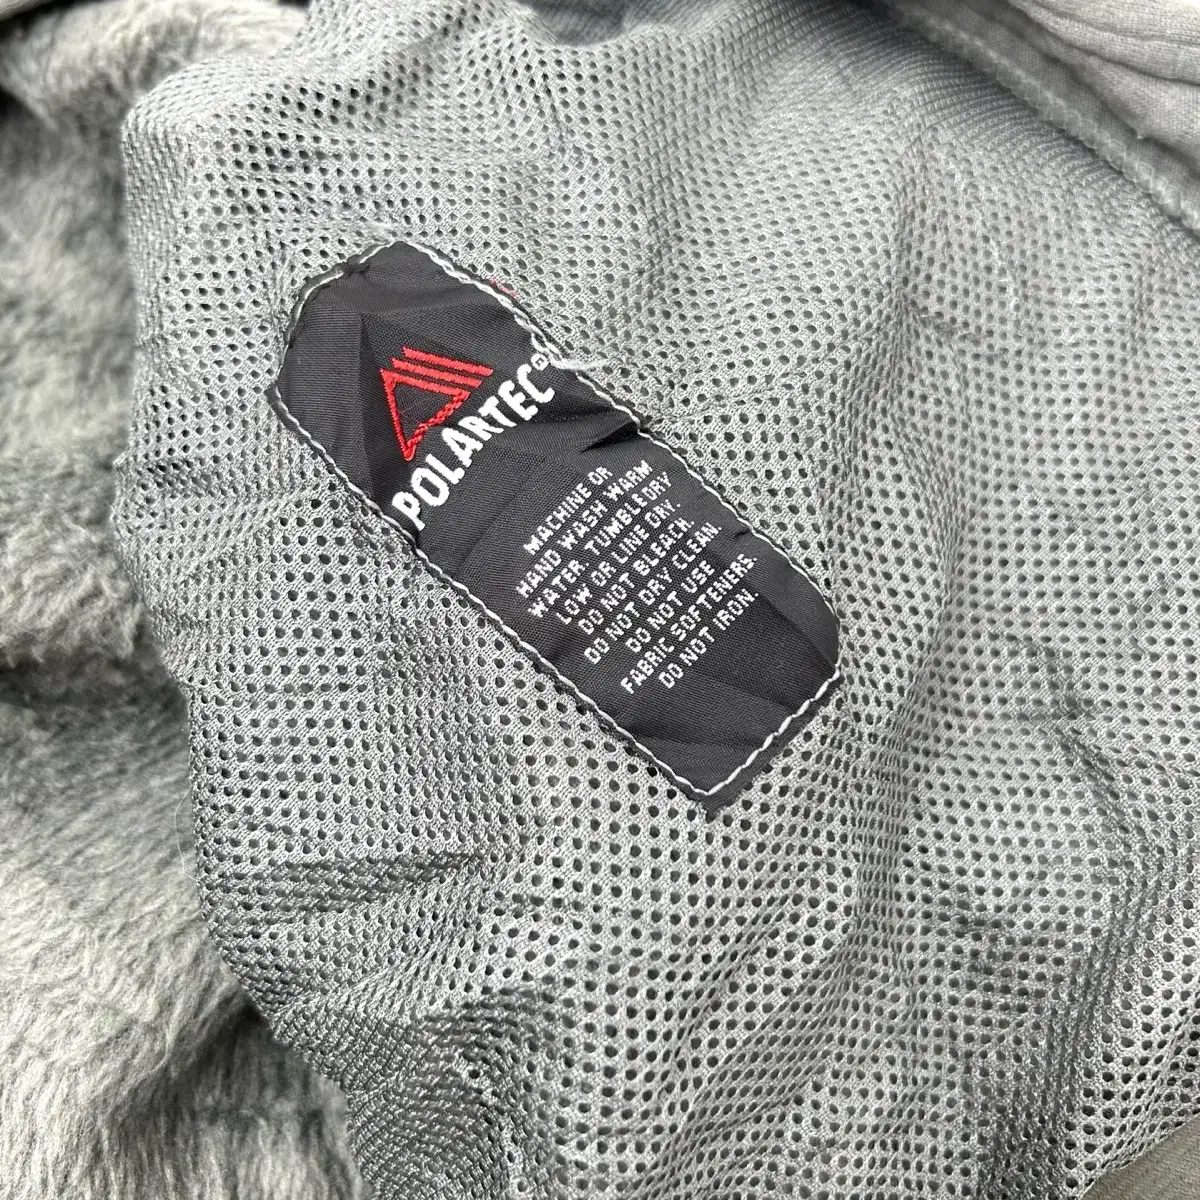 POLARTEC®
MACHINE OR
HAND WASH WARM
WATER. TUMBLE DRY
LOW OR LINE DRY.
DO NOT BLEACH.
DO NOT DRY CLEAN.
DO NOT USE
FABRIC SOFTENERS.
DO NOT IRON.